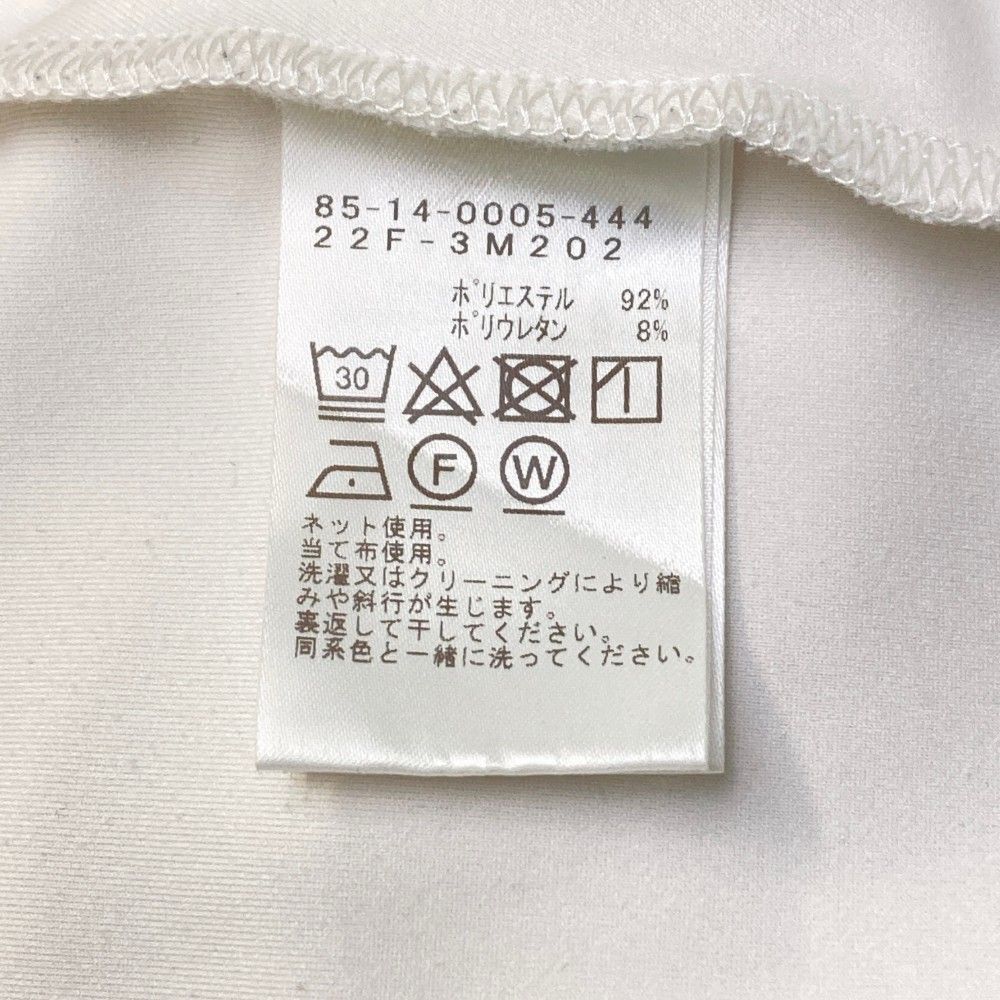 85-14-0005-444
22F-3M202
ポリエステル 92%
ポリウレタン 8%
30
F W
ネット使用。
当て布使用。
洗濯又はクリーニングにより縮
みや斜行が生じます。
裏返して干してください。
同系色と一緒に洗ってください。